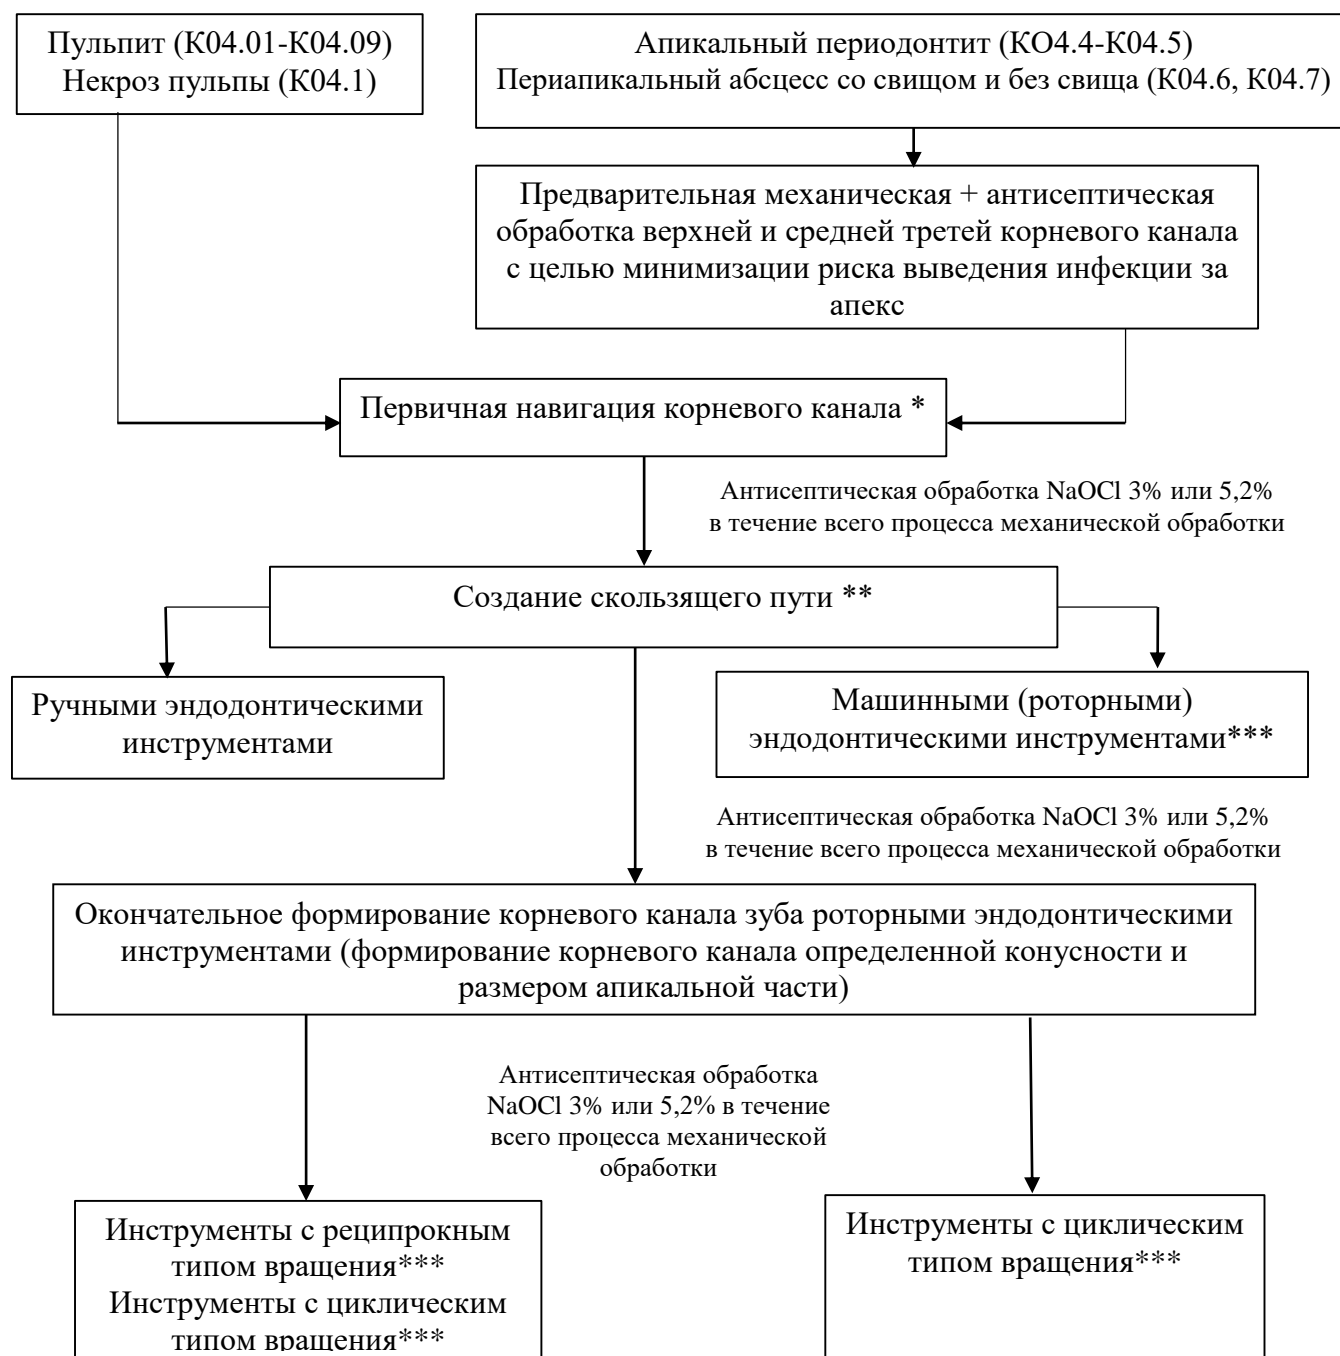 Пульпит (К04.01-К04.09)
Некроз пульпы (К04.1)
Апикальный периодонтит (КО4.4-К04.5)
Периапикальный абсцесс со свищом и без свища (К04.6, К04.7)
Предварительная механическая + антисептическая
обработка верхней и средней третей корневого канала
с целью минимизации риска выведения инфекции за
апекс
Первичная навигация корневого канала *
Антисептическая обработка NaOCl 3% или 5,2%
в течение всего процесса механической обработки
Создание скользящего пути **
Ручными эндодонтическими
инструментами
Машинными (роторными)
эндодонтическими инструментами***
Антисептическая обработка NaOCl 3% или 5,2%
в течение всего процесса механической обработки
Окончательное формирование корневого канала зуба роторными эндодонтическими
инструментами (формирование корневого канала определенной конусности и
размером апикальной части)
Антисептическая обработка
NaOCl 3% или 5,2% в течение
всего процесса механической
обработки
Инструменты с реципрокным
типом вращения***
Инструменты с циклическим
типом вращения***
Инструменты с циклическим
типом вращения***